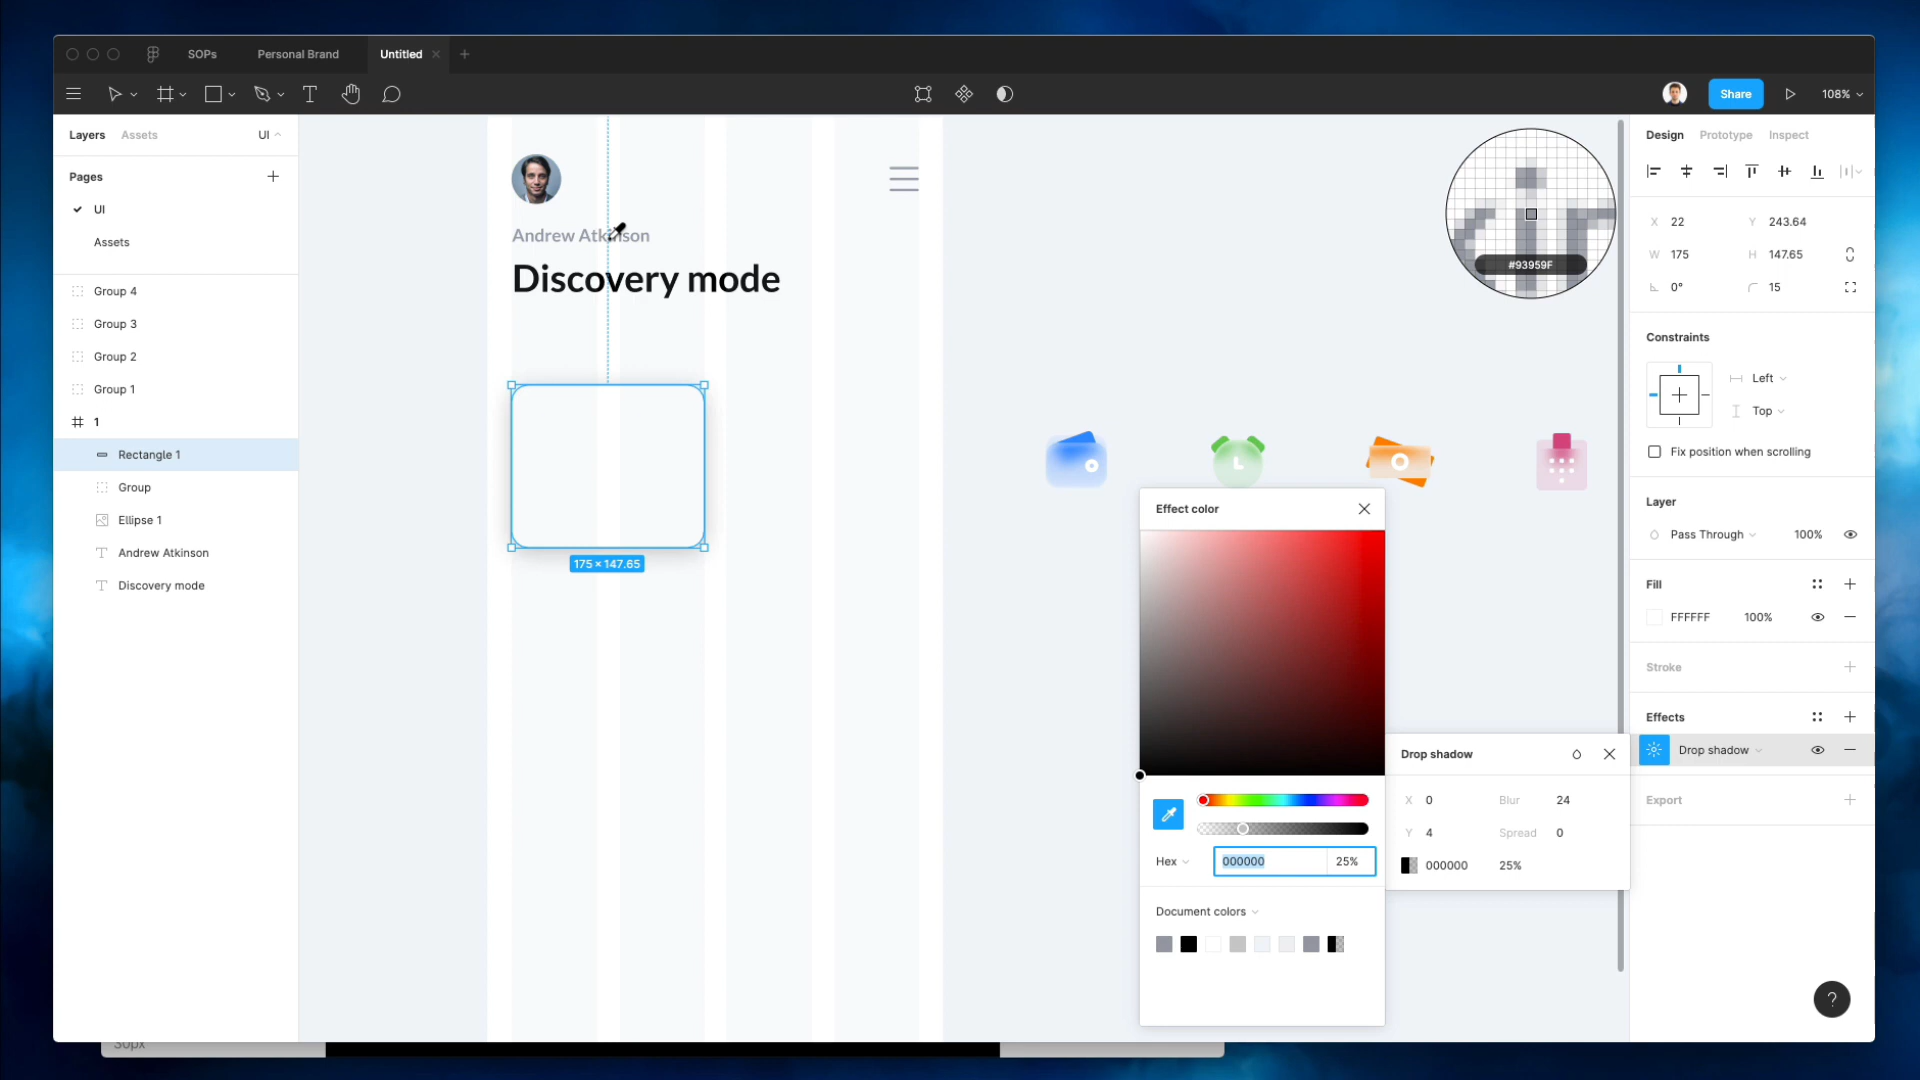 SOPs
Personal Brand
Untitled
Share
108%
Layers
Assets
UI
Pages
UI
Assets
Group 4
Group 3
Group 2
Group 1
1
Rectangle 1
Group
Ellipse 1
Andrew Atkinson
Discovery mode
Andrew Atkinson
Discovery mode
175 × 147.65
#93959F
Effect color
Hex
000000
25%
Document colors
Drop shadow
X 0 Blur 24
Y 4 Spread 0
000000 25%
Design Prototype Inspect
X 22 Y 243.64
W 175 H 147.65
0° 15
Constraints
Left
Top
Fix position when scrolling
Layer
Pass Through 100%
Fill
FFFFFF 100%
Stroke
Effects
Drop shadow
Export
?
30px